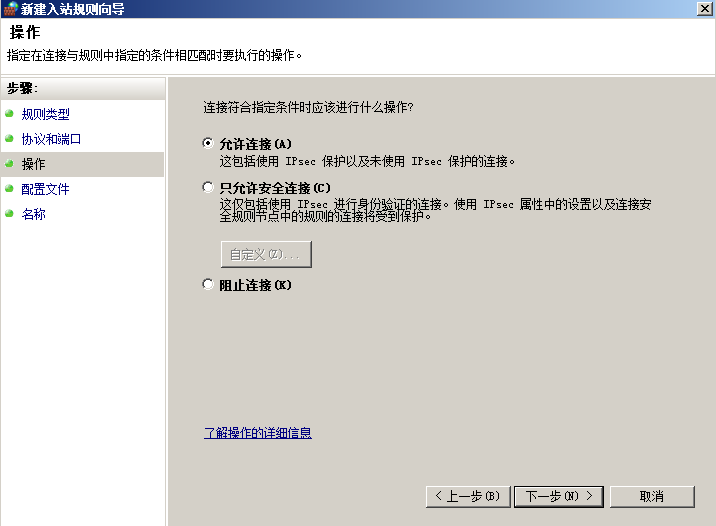 新建入站规则向导
操作
指定在连接与规则中指定的条件相匹配时要执行的操作。
步骤:
规则类型
协议和端口
操作
配置文件
名称
连接符合指定条件时应该进行什么操作?
允许连接(A)
这包括使用 IPsec 保护以及未使用 IPsec 保护的连接。
只允许安全连接(C)
这仅包括使用 IPsec 进行身份验证的连接。使用 IPsec 属性中的设置以及连接安
全规则节点中的规则的连接将受到保护。
自定义(Z)...
阻止连接(K)
了解操作的详细信息
< 上一步(B)
下一步(N) >
取消